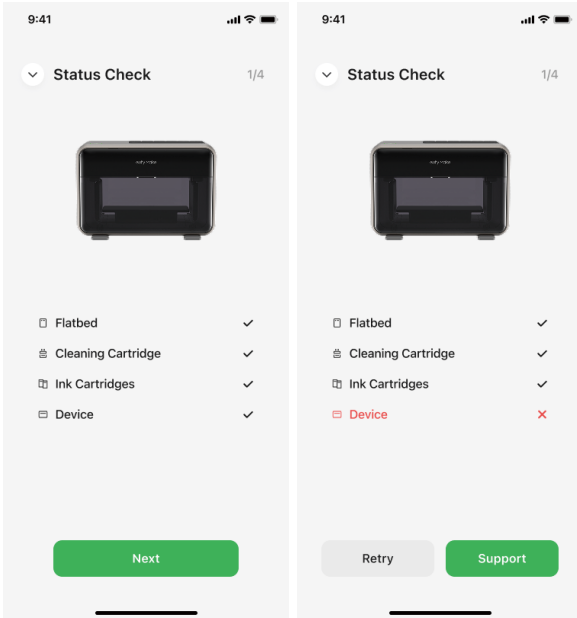 9:41
Status Check
1/4
Flatbed
Cleaning Cartridge
Ink Cartridges
Device
Next
9:41
Status Check
1/4
Flatbed
Cleaning Cartridge
Ink Cartridges
Device
Retry
Support